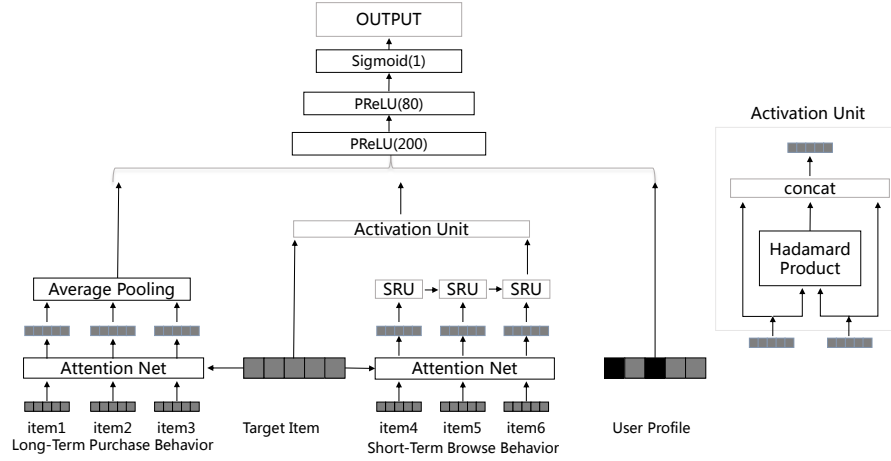 OUTPUT
Sigmoid(1)
PReLU(80)
PReLU(200)
Activation Unit
Average Pooling
SRU SRU SRU
Attention Net
Attention Net
item1 item2 item3
Long-Term Purchase Behavior
Target Item
item4 item5 item6
Short-Term Browse Behavior
User Profile
Activation Unit
concat
Hadamard
Product